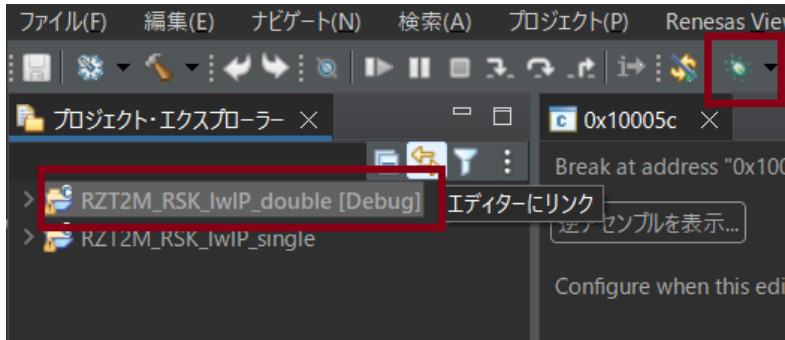 ファイル(F) 編集(E) ナビゲート(N) 検索(A) プロジェクト(P) Renesas View
プロジェクト・エクスプローラー
0x10005c
Break at address "0x100
RZT2M_RSK_lwIP_double [Debug]
エディターにリンク
逆アセンブルを表示...
RZT2M_RSK_lwIP_single
Configure when this edi